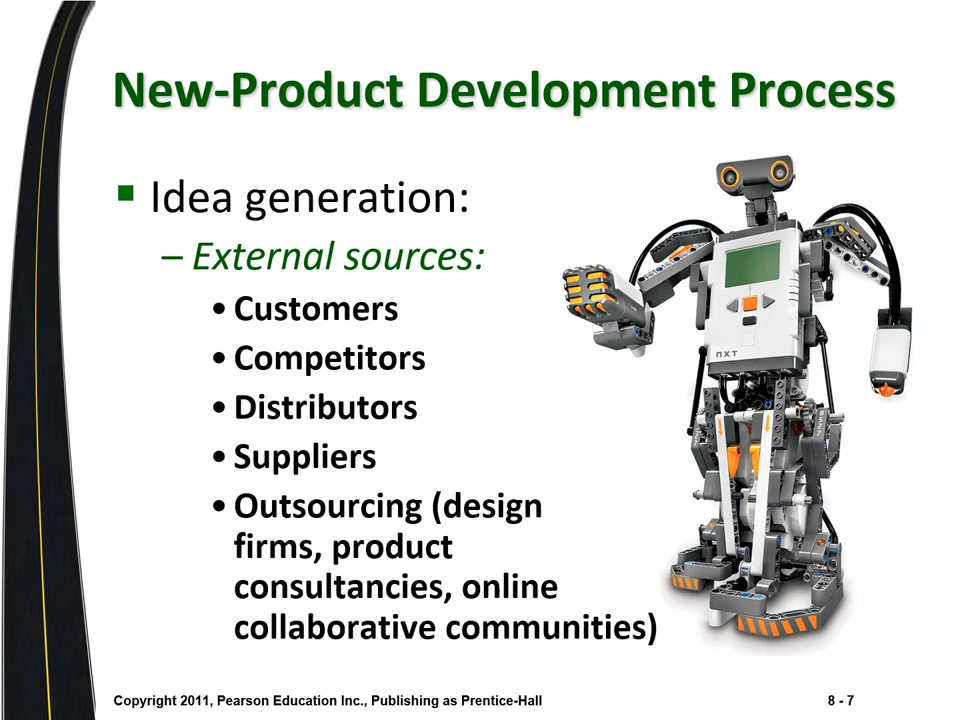 New-Product Development Process
▪ Idea generation:
– External sources:
• Customers
• Competitors
• Distributors
• Suppliers
• Outsourcing (design
firms, product
consultancies, online
collaborative communities)
NXT
Copyright 2011, Pearson Education Inc., Publishing as Prentice-Hall
8 - 7